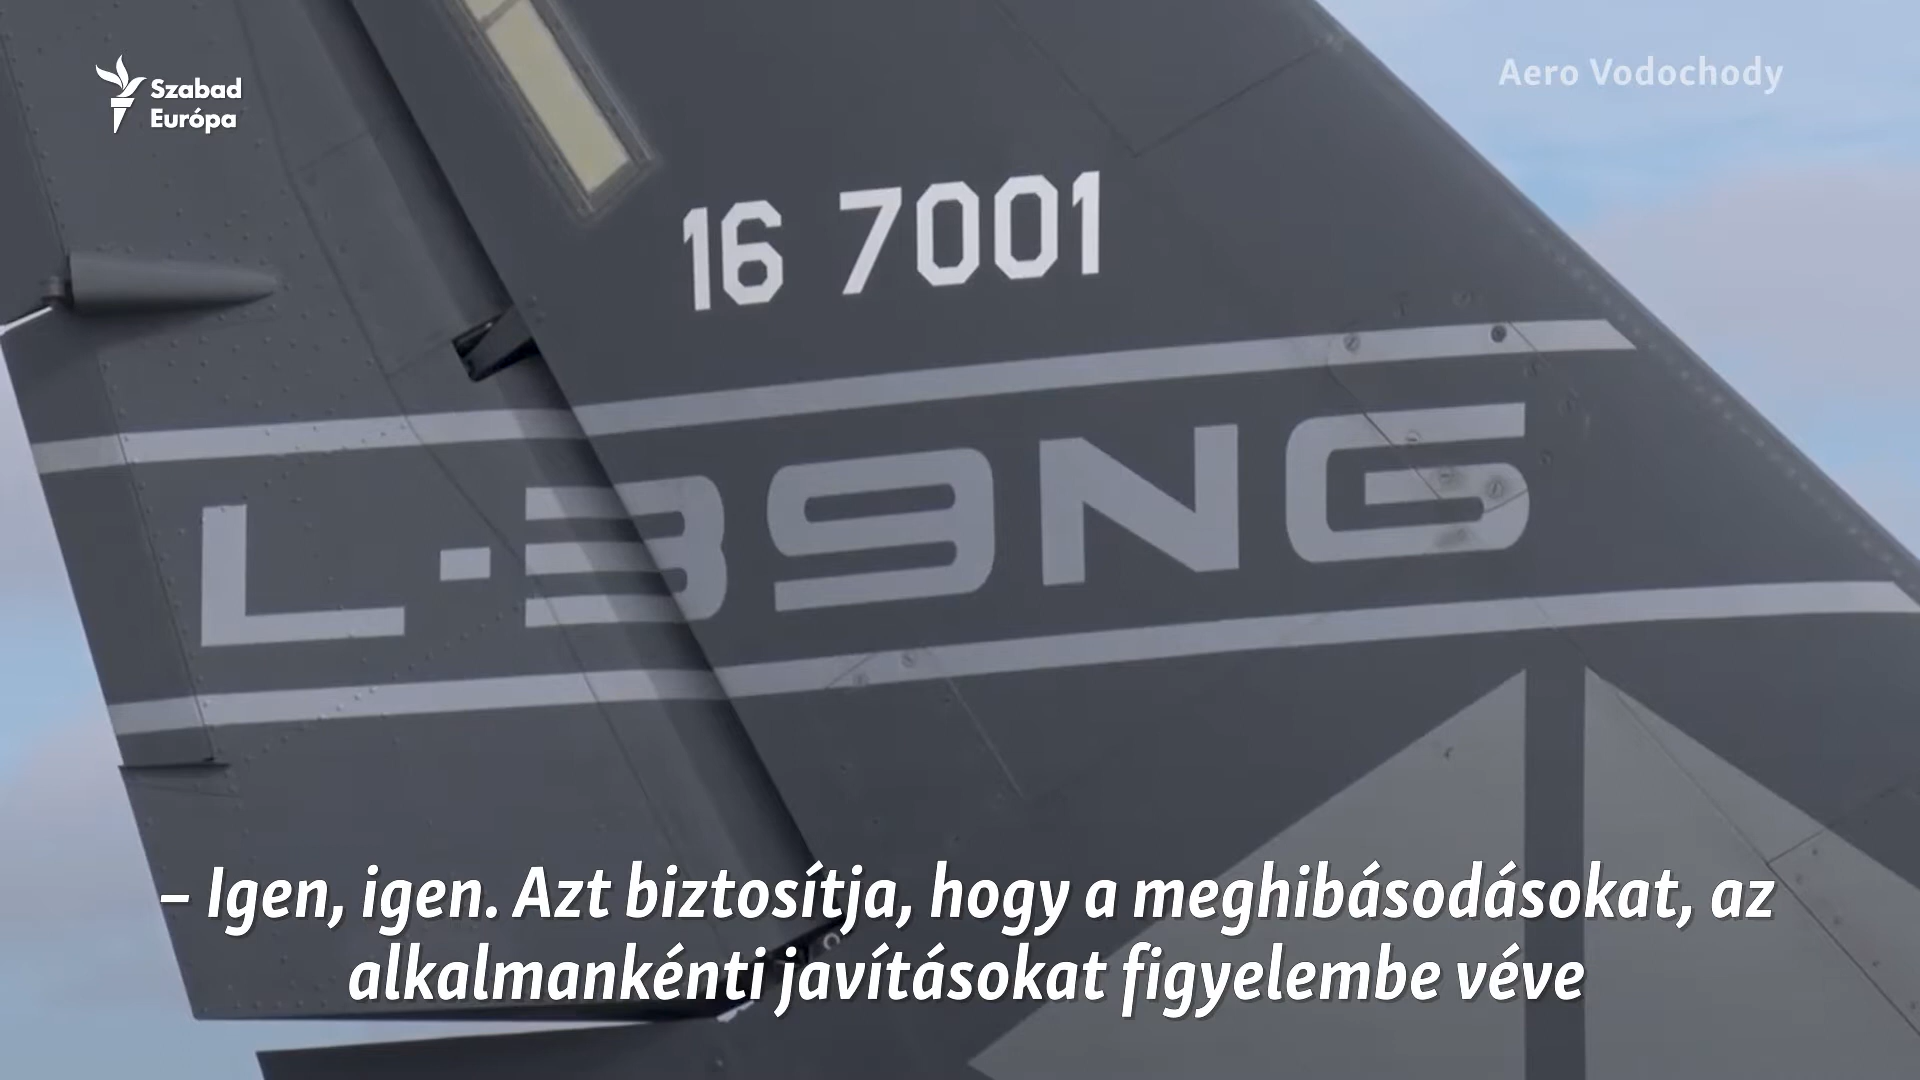 Szabad
Európa
Aero Vodochody
16 7001
L-39NG
– Igen, igen. Azt biztosítja, hogy a meghibásodásokat, az
alkalmankénti javításokat figyelembe véve